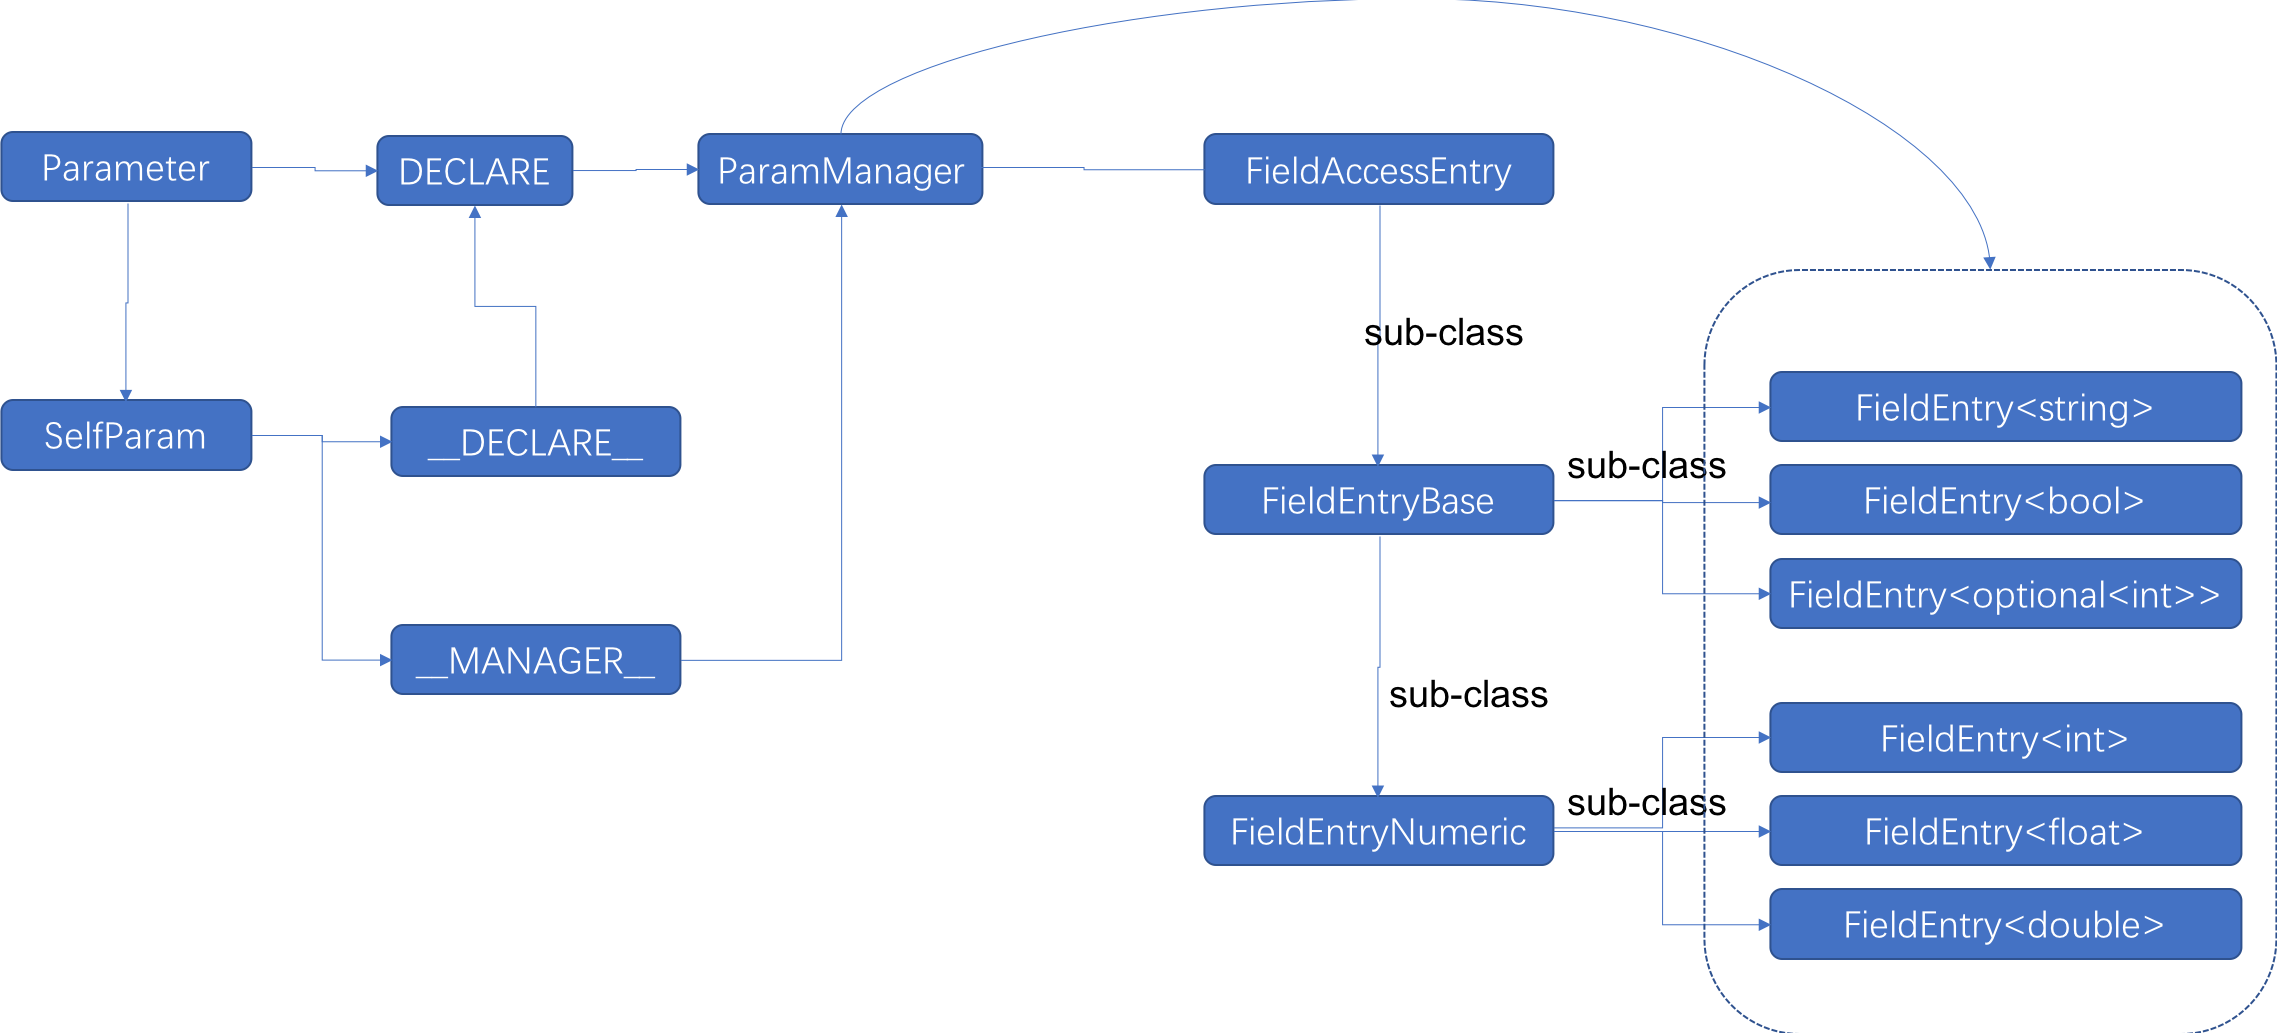 Parameter
DECLARE
ParamManager
FieldAccessEntry
sub-class
SelfParam
__DECLARE__
FieldEntry<string>
sub-class
FieldEntryBase
FieldEntry<bool>
FieldEntry<optional<int>>
__MANAGER__
sub-class
FieldEntry<int>
sub-class
FieldEntryNumeric
FieldEntry<float>
FieldEntry<double>